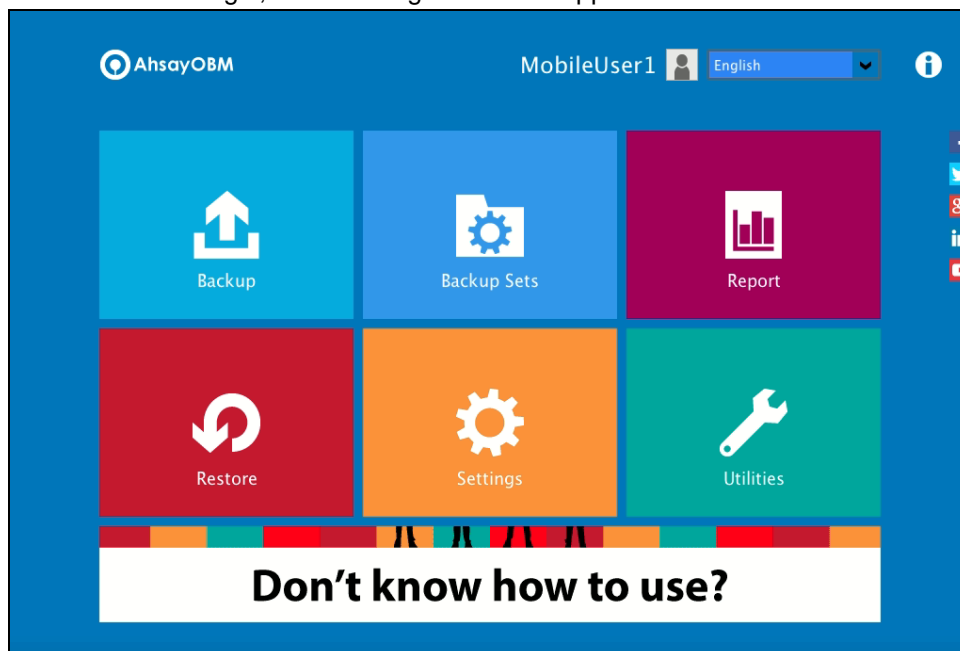 AhsayOBM
MobileUser1 English
Backup
Backup Sets
Report
Restore
Settings
Utilities
Don't know how to use?